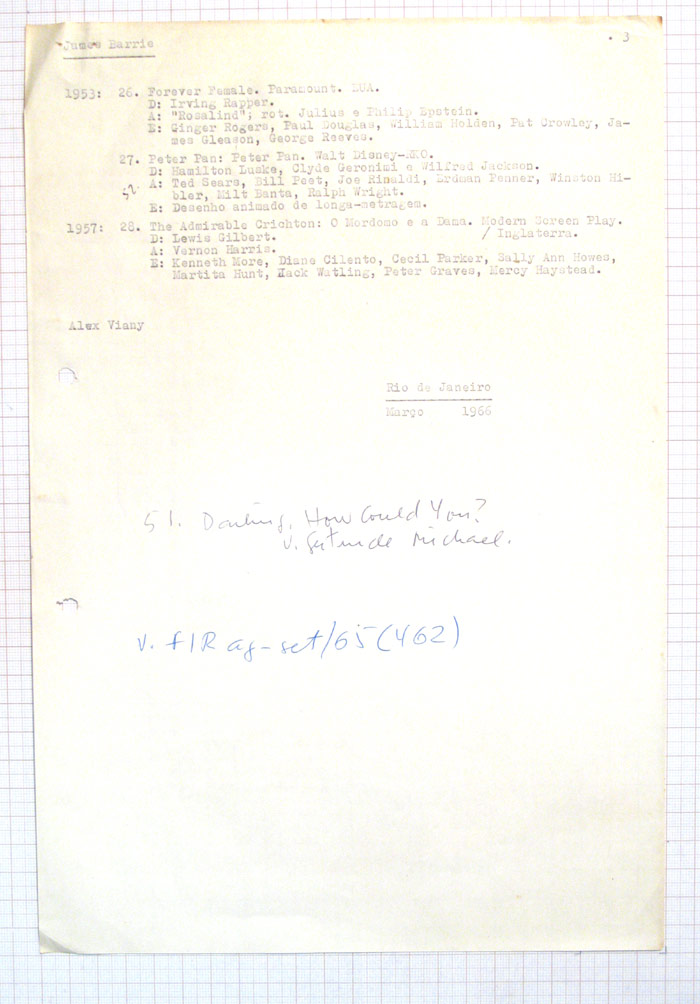 James Barrie
. 3
1953: 26. Forever Female. Paramount. EUA.
D: Irving Rapper.
A: "Rosalind"; rot. Julius e Philip Epstein.
E: Ginger Rogers, Paul Douglas, William Holden, Pat Crowley, Ja-
mes Gleason, George Reeves.
27. Peter Pan: Peter Pan. Walt Disney-RKO.
D: Hamilton Luske, Clyde Geronimi e Wilfred Jackson.
52 A: Ted Sears, Bill Peet, Joe Rinaldi, Erdman Penner, Winston Hi-
bler, Milt Banta, Ralph Wright.
E: Desenho animado de longa-metragem.
1957: 28. The Admirable Crichton: O Mordomo e a Dama. Modern Screen Play.
D: Lewis Gilbert. / Inglaterra.
A: Vernon Harris.
E: Kenneth More, Diane Cilento, Cecil Parker, Sally Ann Howes,
Martita Hunt, Jack Watling, Peter Graves, Mercy Haystead.
Alex Viany
Rio de Janeiro
Março 1966
51. Darling, How Could You?
v. Gertrude Michael.
v. FIR ag-set/65 (462)